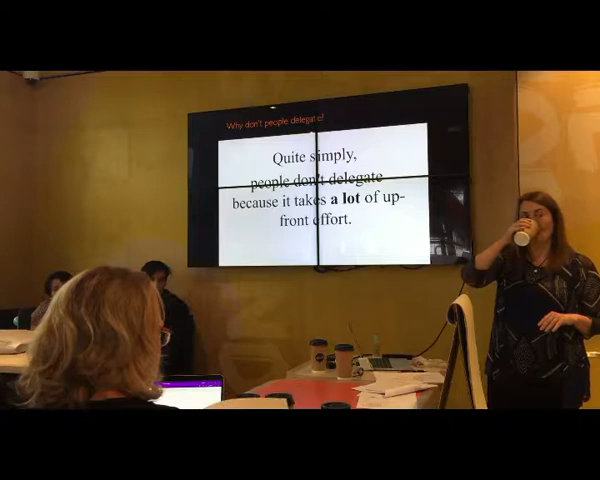 Why don't people delegate?
Quite simply,
people don't delegate
because it takes a lot of up-
front effort.